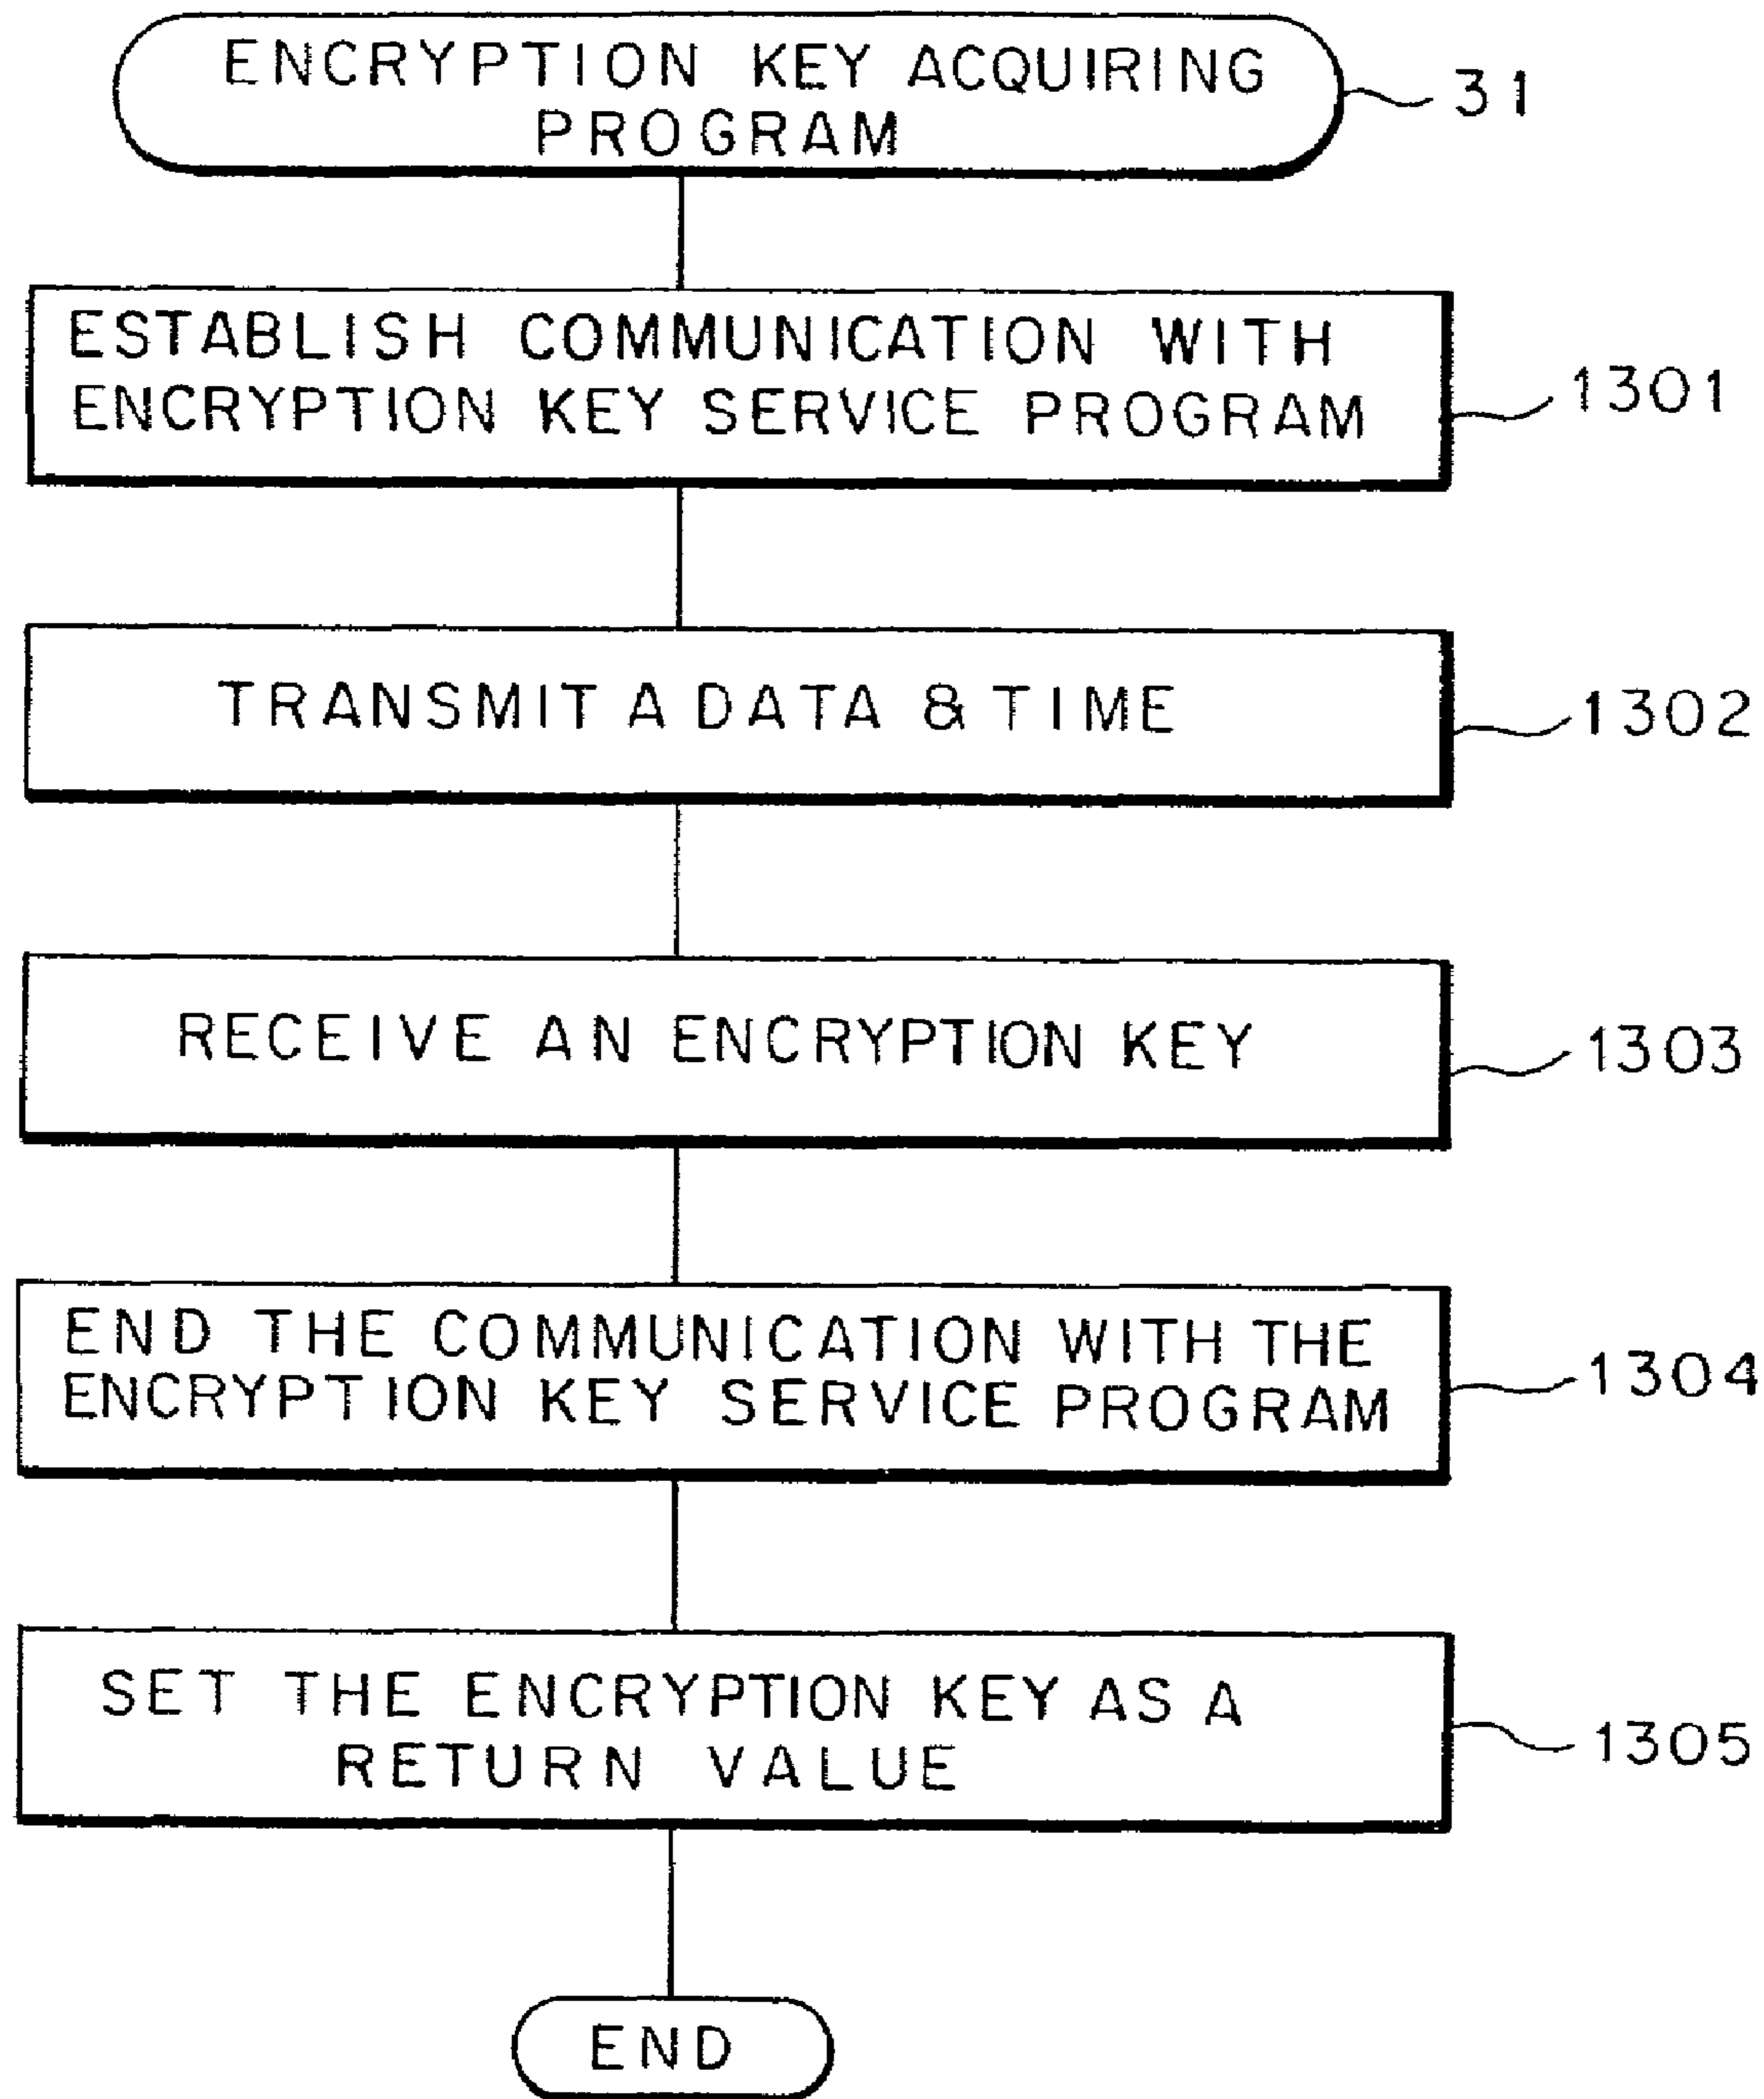 ENCRYPTION KEY ACQUIRING
PROGRAM
31
ESTABLISH COMMUNICATION WITH
ENCRYPTION KEY SERVICE PROGRAM
1301
TRANSMIT A DATA & TIME
1302
RECEIVE AN ENCRYPTION KEY
1303
END THE COMMUNICATION WITH THE
ENCRYPTION KEY SERVICE PROGRAM
1304
SET THE ENCRYPTION KEY AS A
RETURN VALUE
1305
END